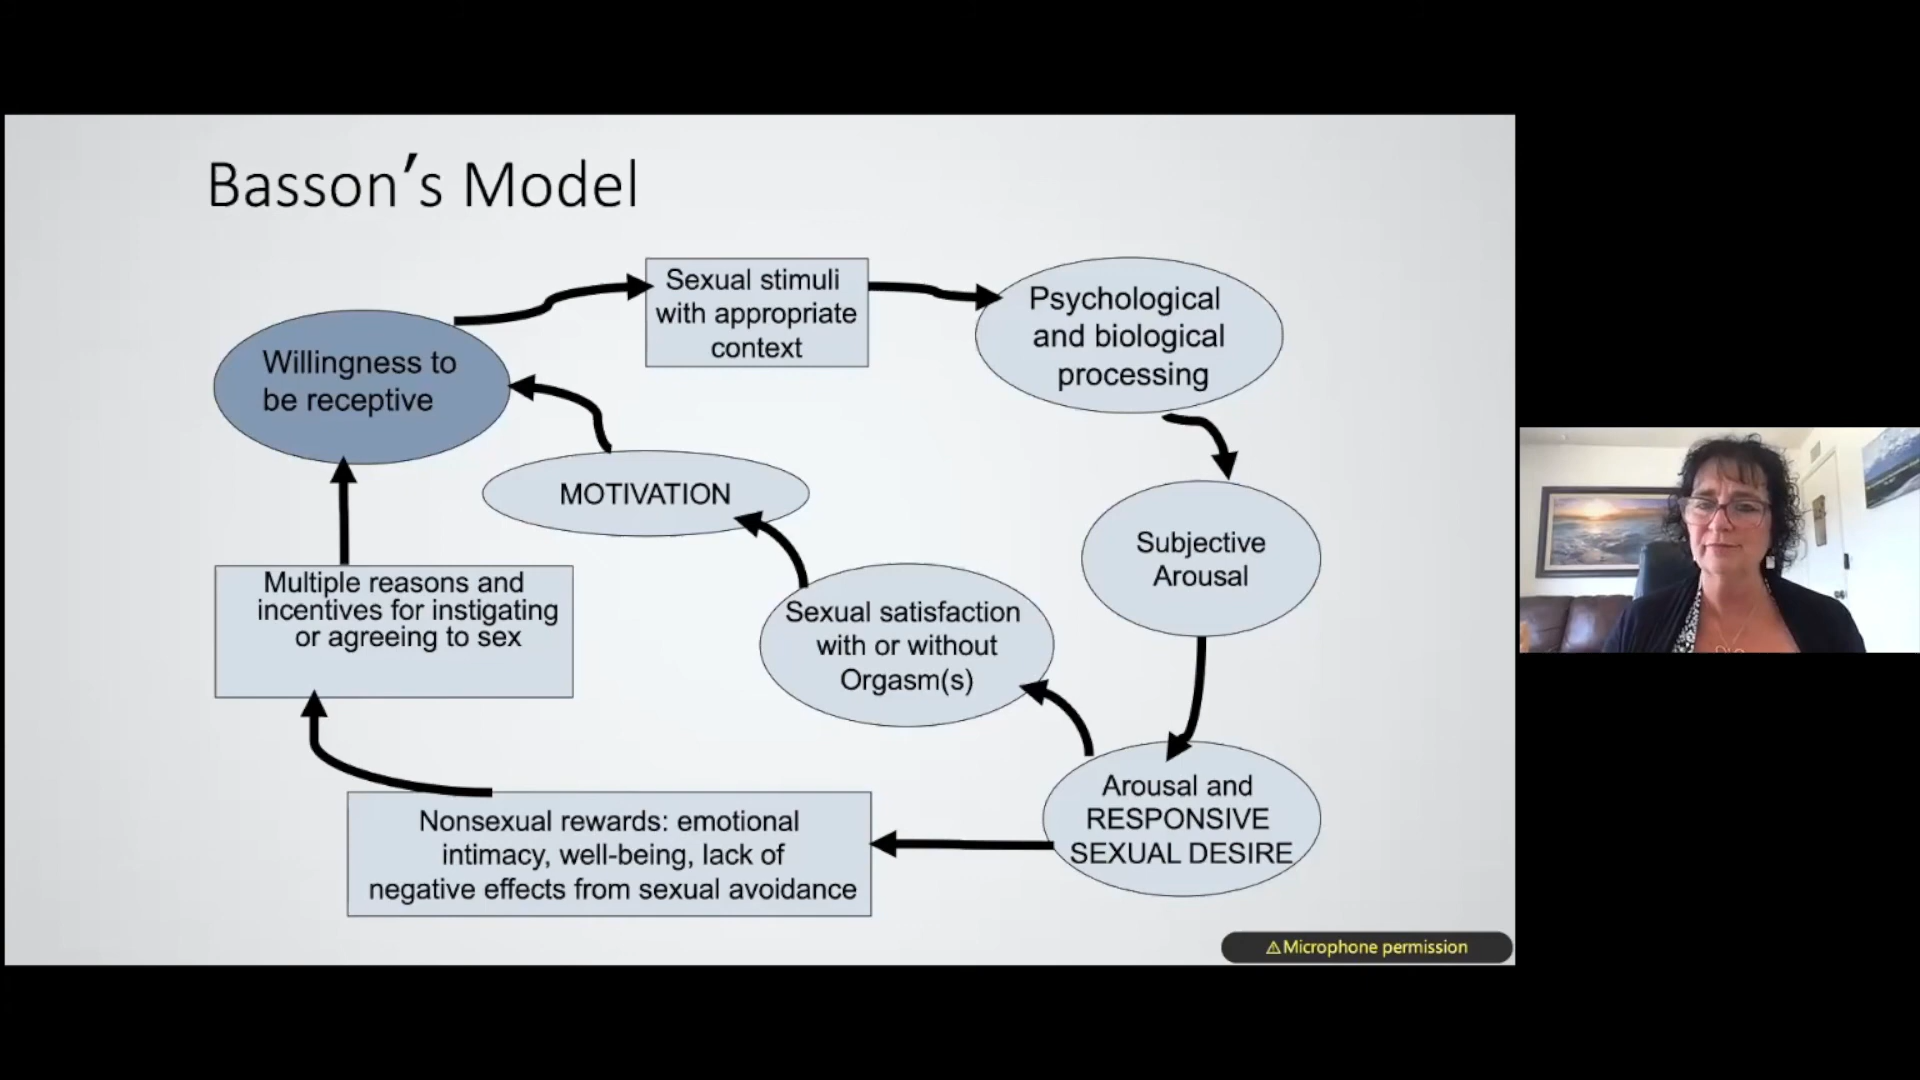 Basson’s Model
Sexual stimuli
with appropriate
context
Psychological
and biological
processing
Willingness to
be receptive
MOTIVATION
Subjective
Arousal
Multiple reasons and
incentives for instigating
or agreeing to sex
Sexual satisfaction
with or without
Orgasm(s)
Arousal and
RESPONSIVE
SEXUAL DESIRE
Nonsexual rewards: emotional
intimacy, well-being, lack of
negative effects from sexual avoidance
⚠Microphone permission